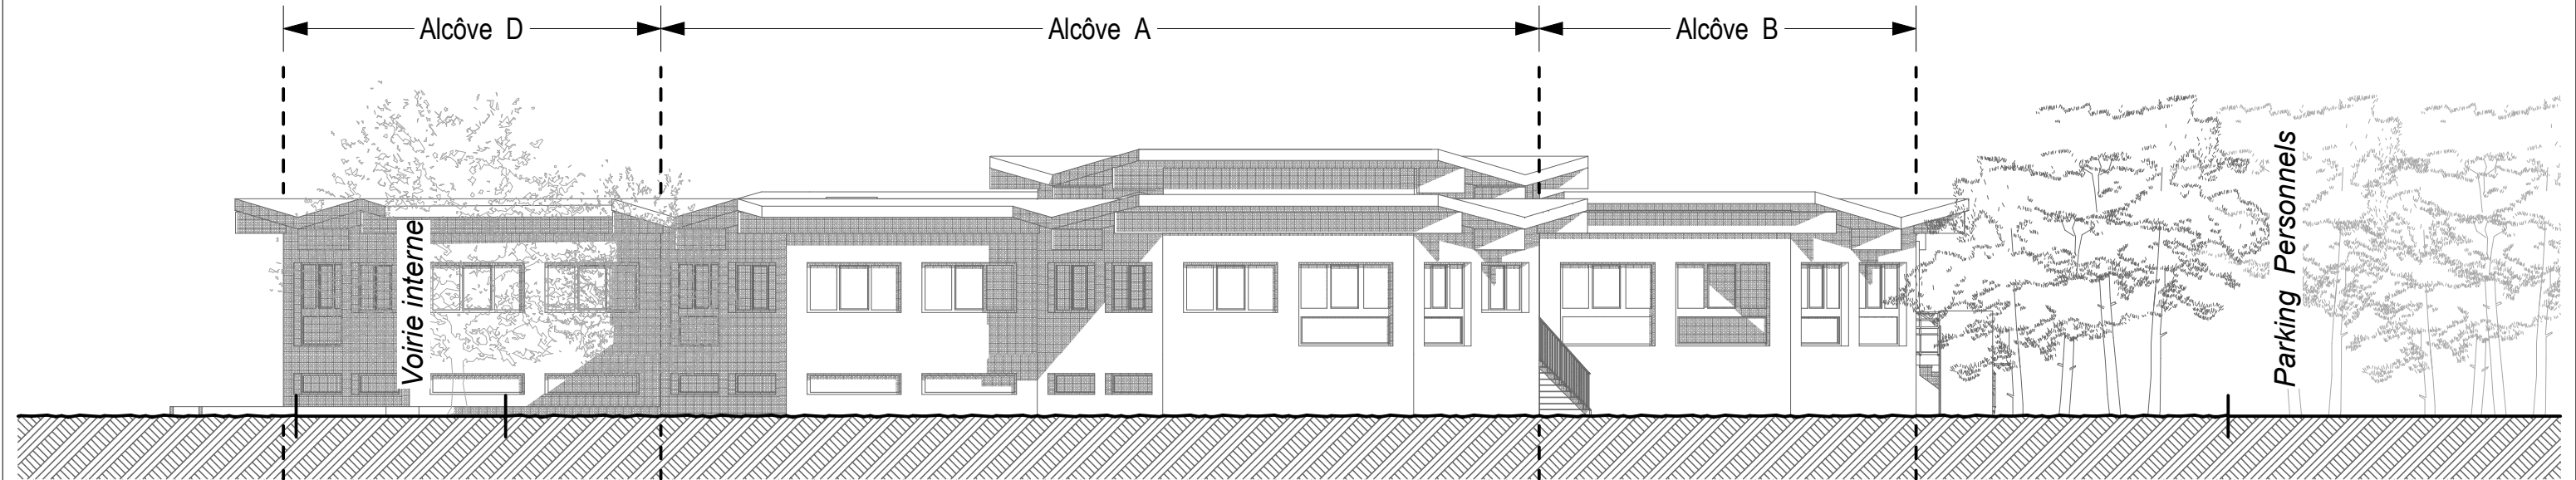 Alcôve D
Alcôve A
Alcôve B
Voirie interne
Parking Personnels